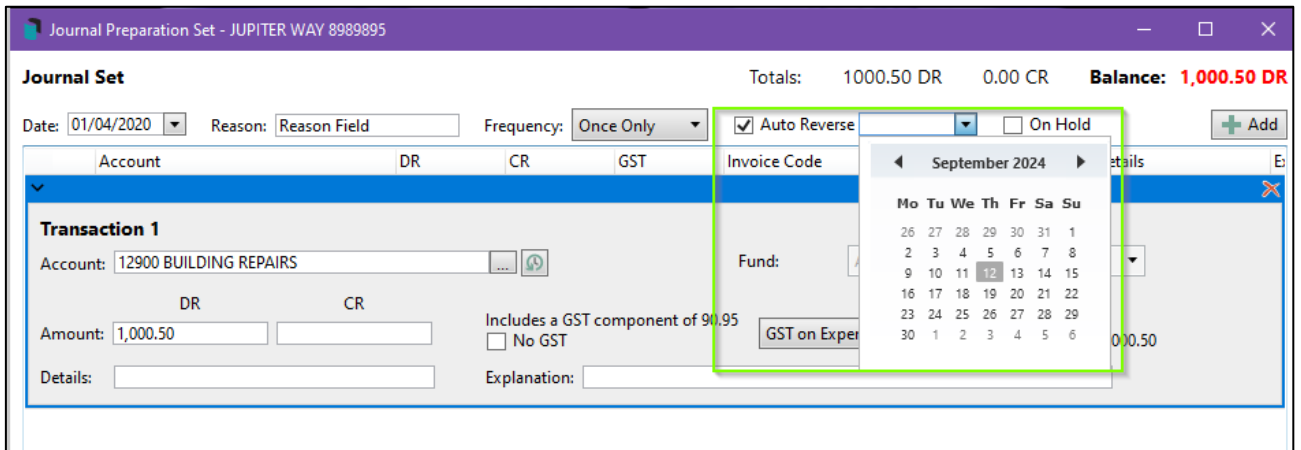 Journal Preparation Set - JUPITER WAY 8989895
Journal Set Totals: 1000.50 DR 0.00 CR Balance: 1,000.50 DR
Date: 01/04/2020 Reason: Reason Field Frequency: Once Only Auto Reverse On Hold Add
Account DR CR GST Invoice Code etails
September 2024
Mo Tu We Th Fr Sa Su
26 27 28 29 30 31 1
2 3 4 5 6 7 8
9 10 11 12 13 14 15
16 17 18 19 20 21 22
23 24 25 26 27 28 29
30 1 2 3 4 5 6
Transaction 1
Account: 12900 BUILDING REPAIRS ... Fund:
DR CR
Amount: 1,000.50 Includes a GST component of 90.95
No GST GST on Exper 000.50
Details: Explanation: